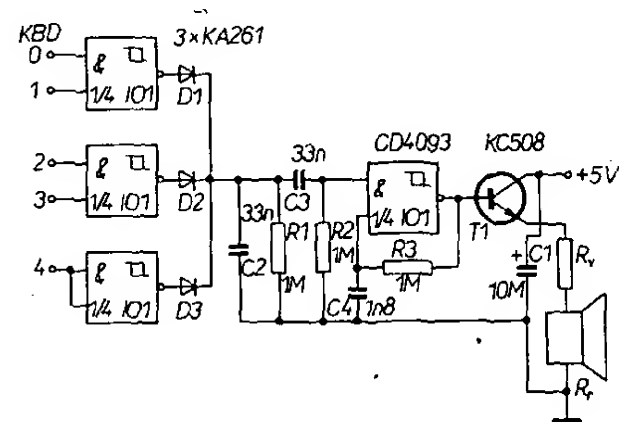 KBD
3×KA261
0
&
1
1/4 IO1
D1
CD4093
KC508
2
&
33n
3
1/4 IO1
D2
C3
&
1/4 IO1
+5V
T1
33n
R1
R2
1M
R3
1M
C2
1M
C4
1n8
+
C1
10M
Rv
4
&
1/4 IO1
D3
Rr